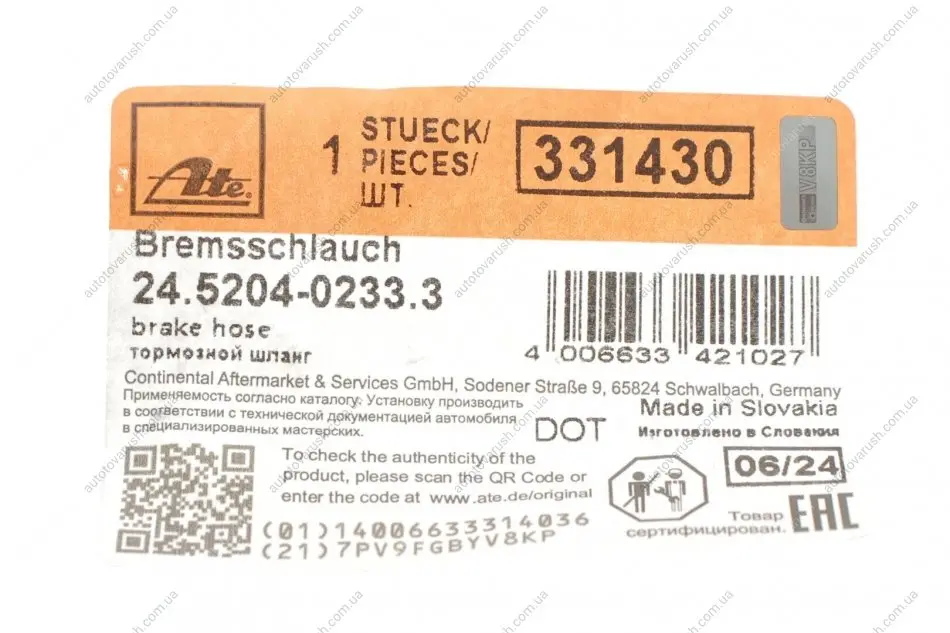 Ate.
1
STUECK/
PIECES/
ШТ.
331430
V8KP
Bremsschlauch
24.5204-0233.3
brake hose
тормозной шланг
4 006633 421027
Continental Aftermarket & Services GmbH, Sodener Straße 9, 65824 Schwalbach, Germany
Применяемость согласно каталогу. Установку производить
в соответствии с технической документацией автомобиля
в специализированных мастерских.
DOT
Made in Slovakia
Изготовлено в Словакии
To check the authenticity of the
product, please scan the QR Code or
enter the code at www.ate.de/original
(01)14006633314036
(21)7PV9FGBYV8KP
06/24
Товар
сертифицирован.
EAC
autotovarush.com.ua